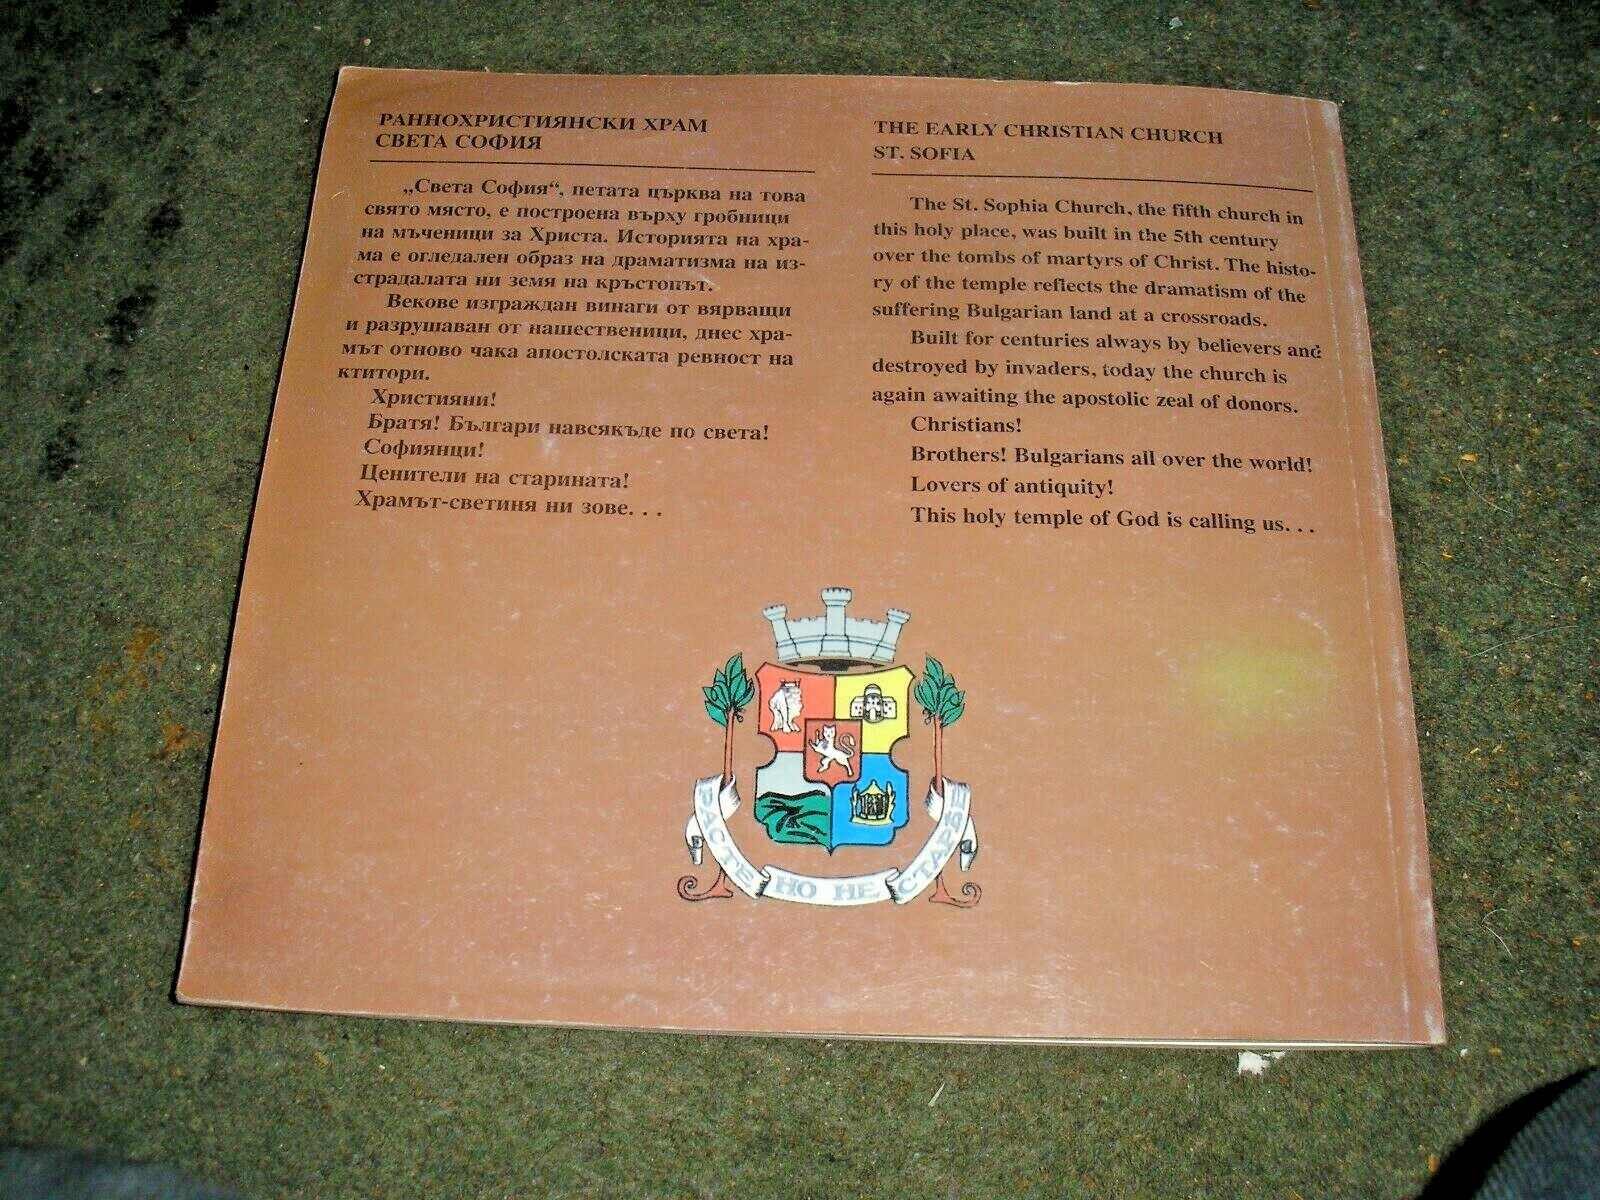 РАННОХРИСТИЯНСКИ ХРАМ
СВЕТА СОФИЯ
„Света София“, петата църква на това
свято място, е построена върху гробници
на мъченици за Христа. Историята на хра-
ма е огледален образ на драматизма на из-
страдалата ни земя на кръстопът.
Векове изграждан винаги от вярващи
и разрушаван от нашественици, днес хра-
мът отново чака апостолската ревност на
ктитори.
Християни!
Братя! Българи навсякъде по света!
Софиянци!
Ценители на старината!
Храмът-светиня ни зове. . .
THE EARLY CHRISTIAN CHURCH
ST. SOFIA
The St. Sophia Church, the fifth church in
this holy place, was built in the 5th century
over the tombs of martyrs of Christ. The histo-
ry of the temple reflects the dramatism of the
suffering Bulgarian land at a crossroads.
Built for centuries always by believers and
destroyed by invaders, today the church is
again awaiting the apostolic zeal of donors.
Christians!
Brothers! Bulgarians all over the world!
Lovers of antiquity!
This holy temple of God is calling us. . .
РАСТЕ НО НЕ СТАРѢЕ